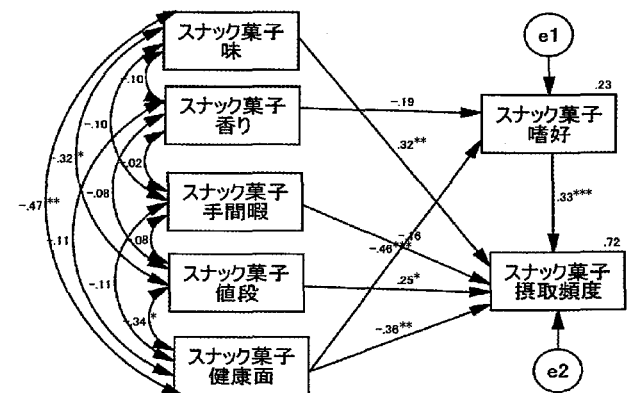 スナック菓子
味
e1
-.10
.23
スナック菓子
香り
-.19
スナック菓子
嗜好
-.10
.32**
-.32*
-.02
スナック菓子
手間暇
-.08
-.47**
.33***
-.16
-.46***
.72
-.11
-.08
スナック菓子
値段
.25*
スナック菓子
摂取頻度
-.11
-.34*
-.36**
スナック菓子
健康面
e2